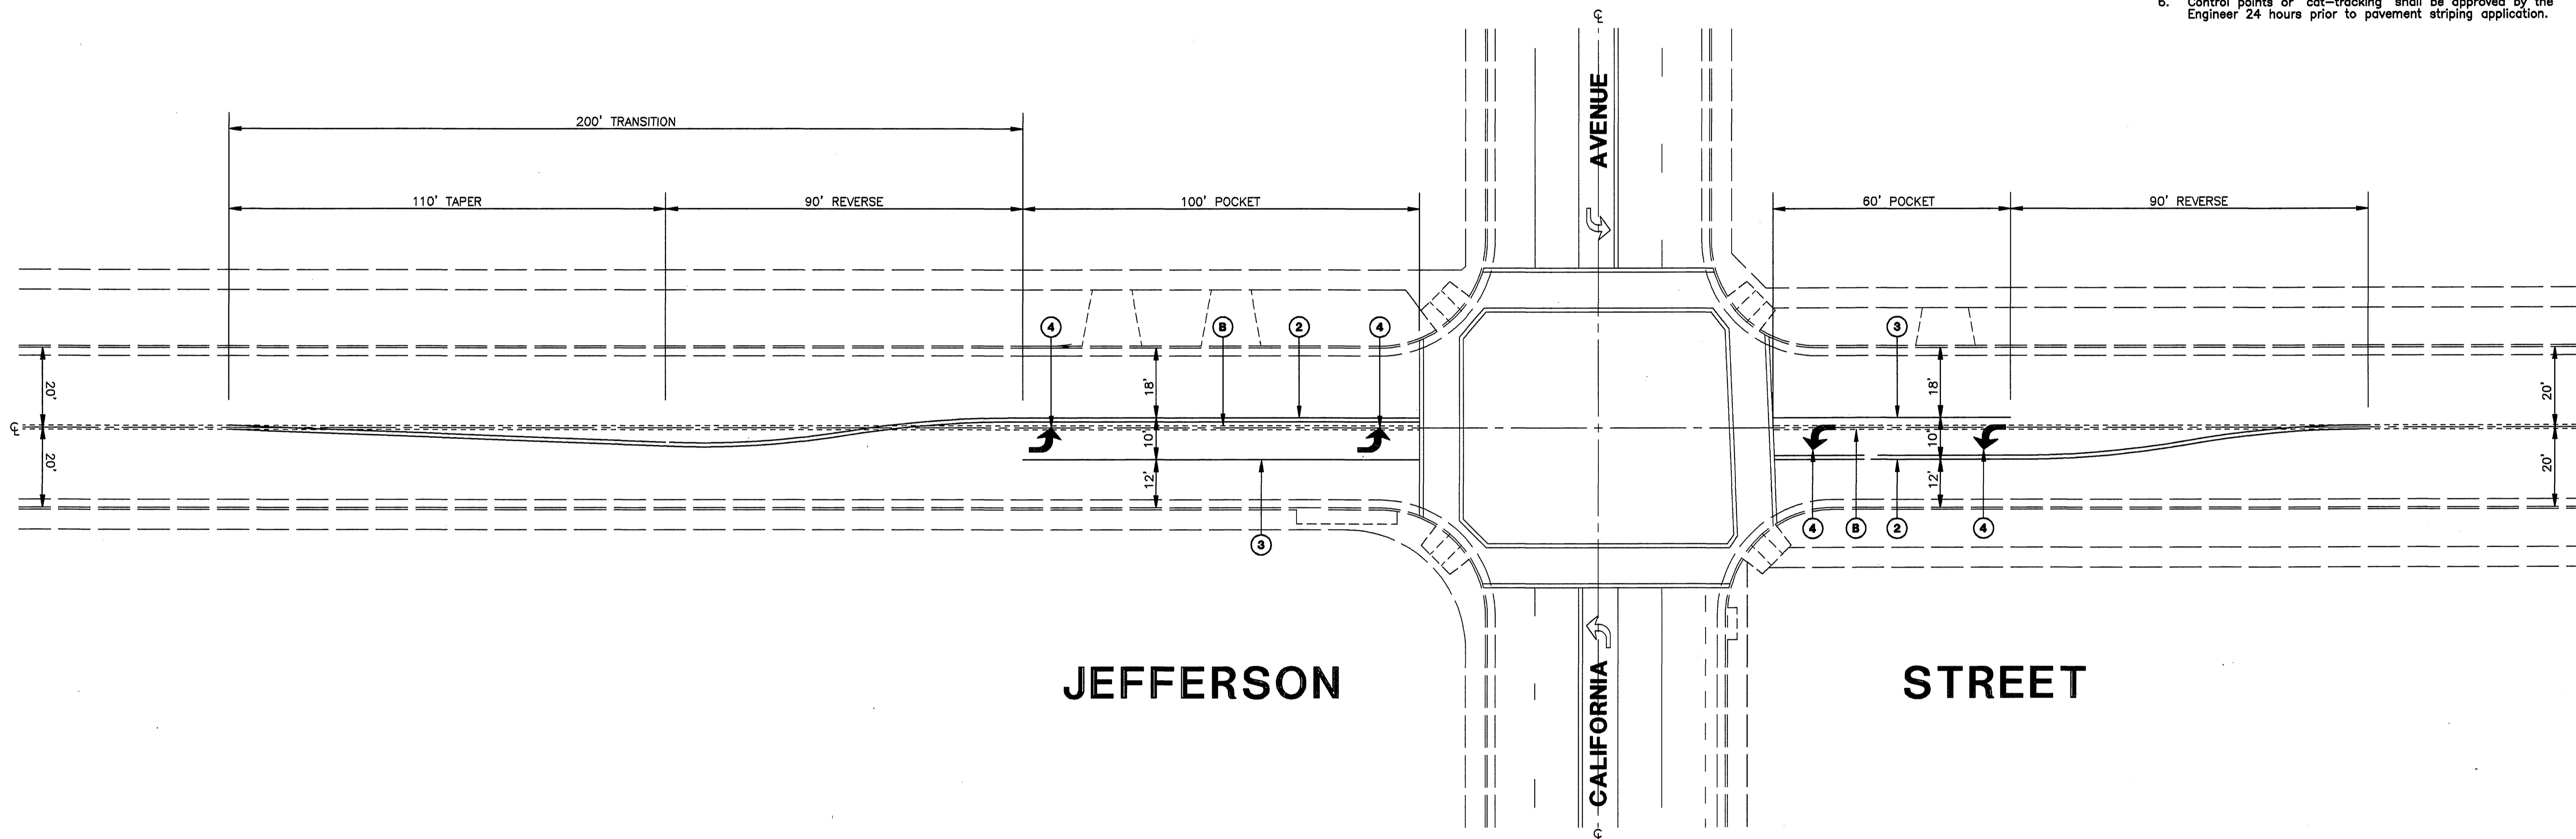 6. Control points or "cat-tracking" shall be approved by the
Engineer 24 hours prior to pavement striping application.
℄
AVENUE
200' TRANSITION
110' TAPER
90' REVERSE
100' POCKET
60' POCKET
90' REVERSE
4
B
2
4
3
20'
18'
18'
20'
℄
10'
10'
20'
12'
12'
20'
3
4
B
2
4
JEFFERSON
STREET
CALIFORNIA
℄